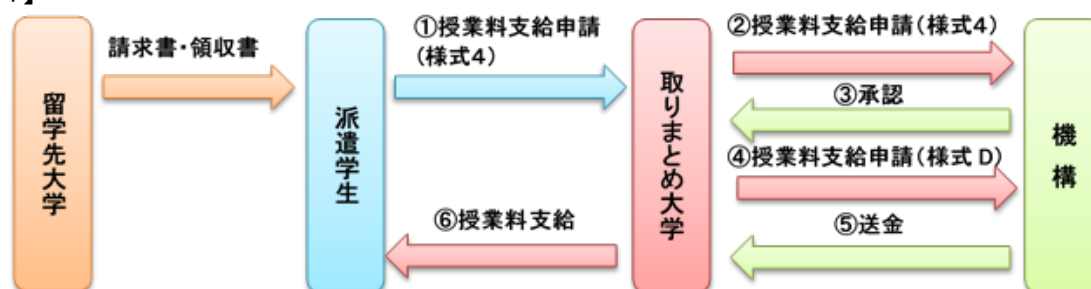 請求書・領収書
①授業料支給申請
(様式4)
②授業料支給申請(様式4)
③承認
④授業料支給申請(様式 D)
⑤送金
⑥授業料支給
留学先大学
派遣学生
取りまとめ大学
機構